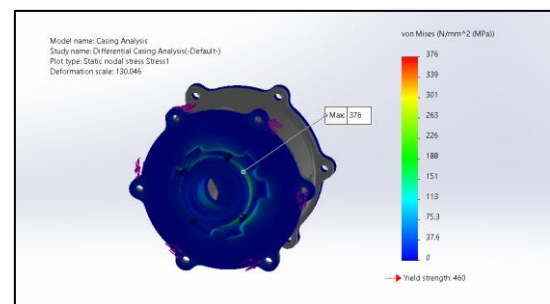 Model name: Casing Analysis
Study name: Differential Casing Analysis(-Default-)
Plot type: Static nodal stress Stress1
Deformation scale: 130.046
Max: 376
von Mises (N/mm^2 (MPa))
376
339
301
263
226
188
151
113
75.3
37.6
0
Yield strength: 460